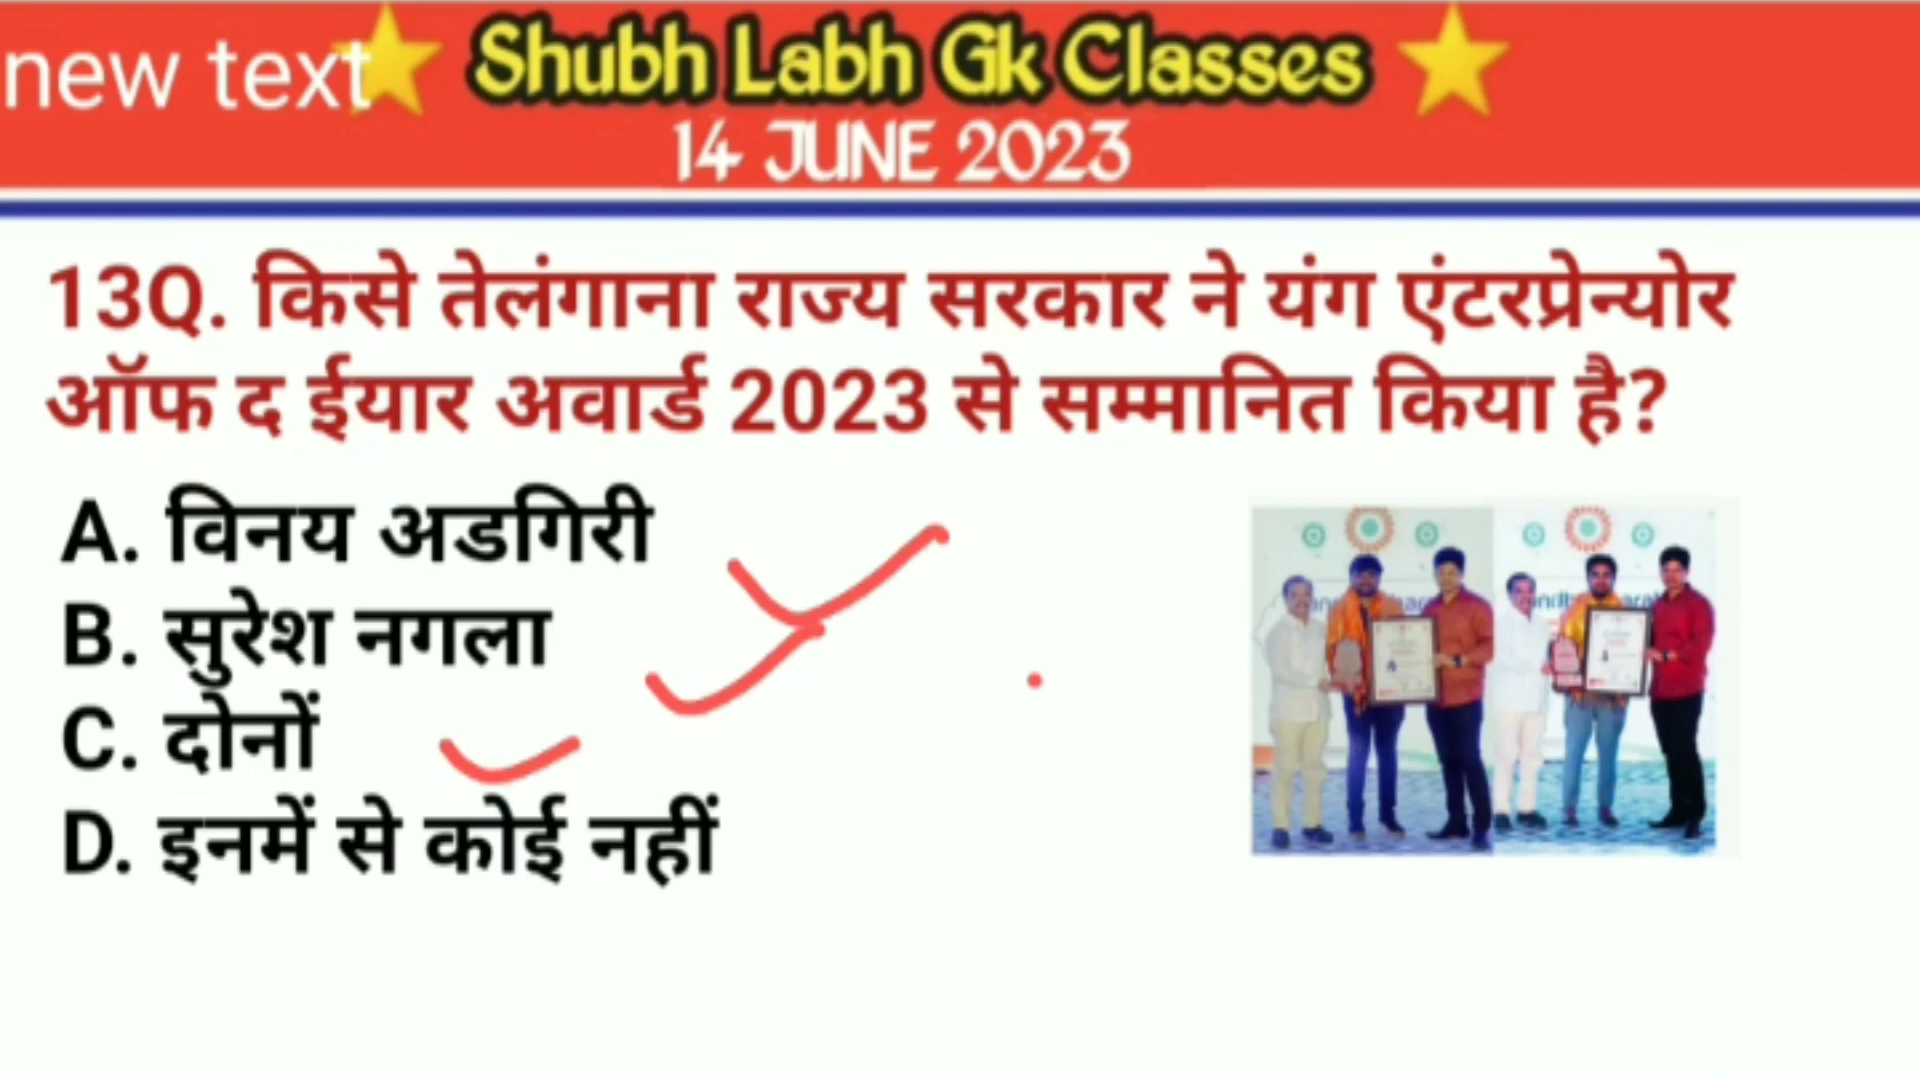 new text
Shubh Labh Gk Classes
14 JUNE 2023
13Q. किसे तेलंगाना राज्य सरकार ने यंग एंटरप्रेन्योर
ऑफ द ईयार अवार्ड 2023 से सम्मानित किया है?
A. विनय अडगिरी
B. सुरेश नगला
C. दोनों
D. इनमें से कोई नहीं